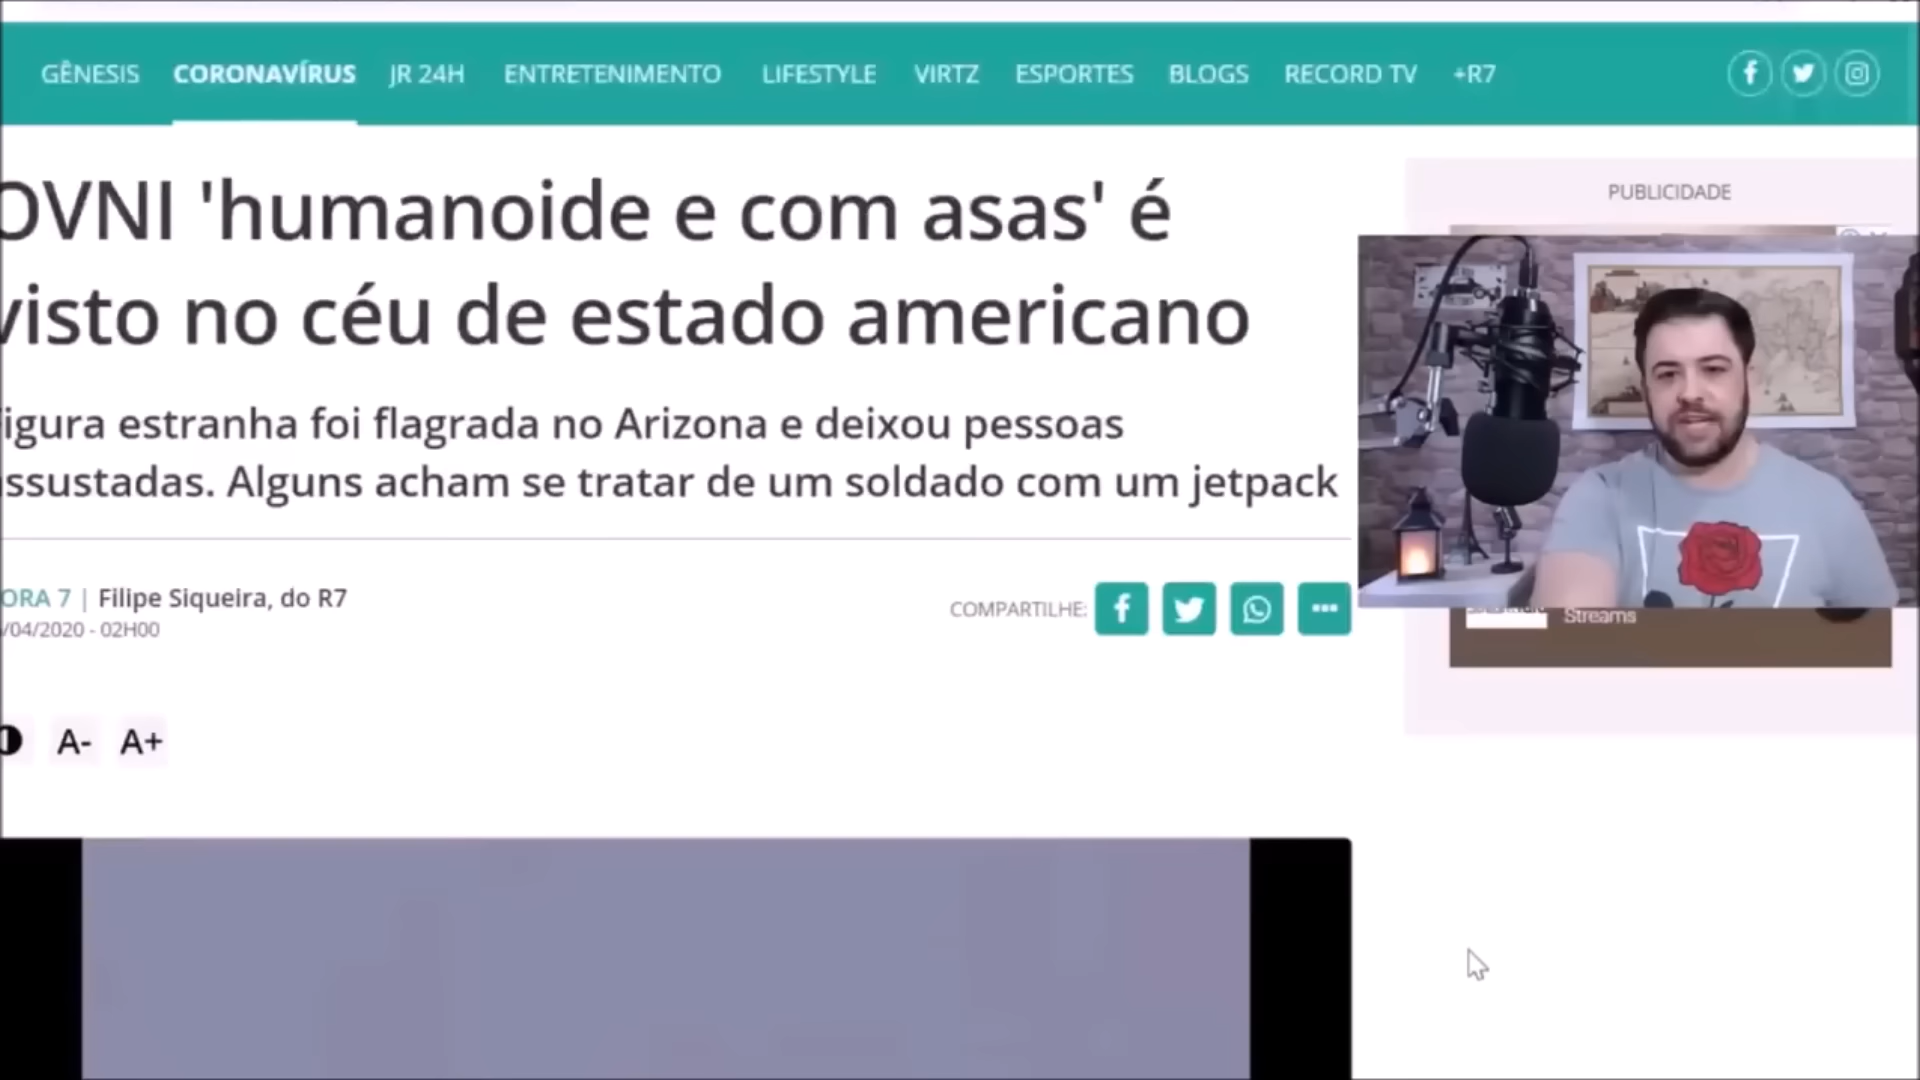 GÊNESIS CORONAVÍRUS JR 24H ENTRETENIMENTO LIFESTYLE VIRTZ ESPORTES BLOGS RECORD TV +R7
OVNI 'humanoide e com asas' é
visto no céu de estado americano
PUBLICIDADE
igura estranha foi flagrada no Arizona e deixou pessoas
ssustadas. Alguns acham se tratar de um soldado com um jetpack
ORA 7 | Filipe Siqueira, do R7
/04/2020 - 02H00
COMPARTILHE:
Streams
A- A+